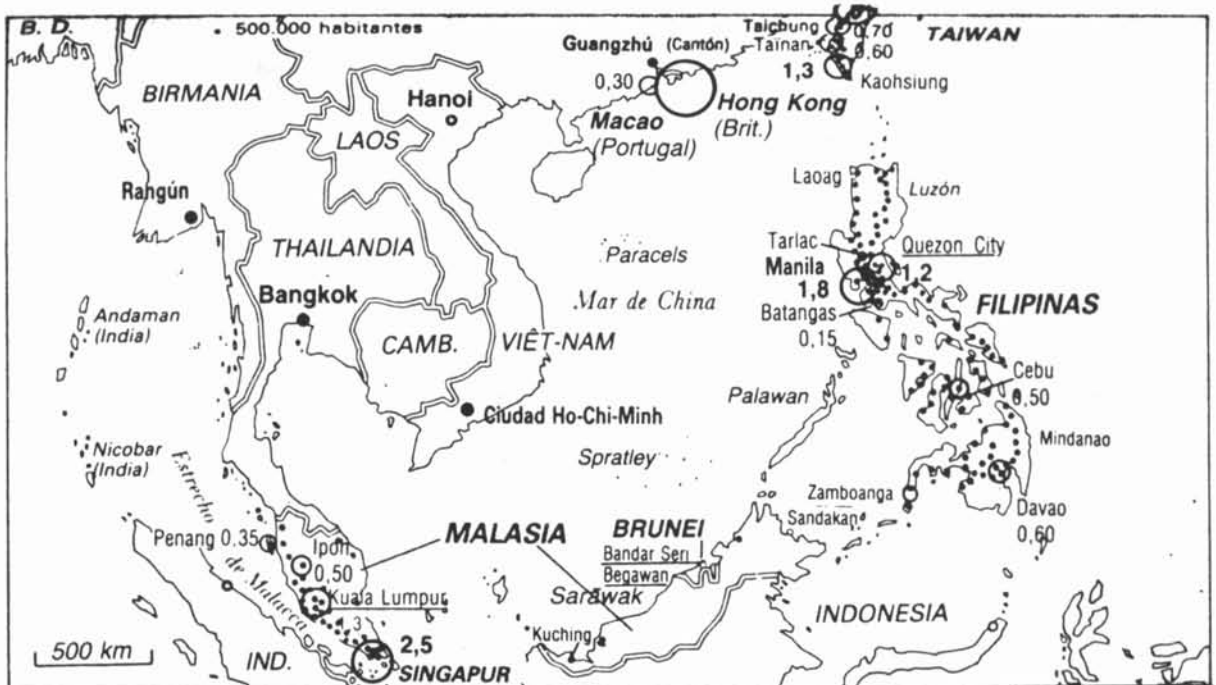 B. D.
500.000 habitantes
Taichung
0,70
TAIWAN
Guangzhú (Cantón)
Tainan
0,60
1,3
Kaohsiung
0,30
BIRMANIA
Hanoi
Hong Kong
(Brit.)
Macao
(Portugal)
LAOS
Laoag
Luzón
Rangún
THAILANDIA
Paracels
Tarlac
Quezon City
Manila
1,2
1,8
Bangkok
Mar de China
FILIPINAS
Andaman
(India)
Batangas
0,15
CAMB.
VIÊT-NAM
Cebu
0,50
Palawan
Ciudad Ho-Chi-Minh
Mindanao
Nicobar
(India)
Spratley
Estrecho
de Malacca
Zamboanga
Sandakan
Davao
0,60
Penang 0.35
Ipoh
0,50
MALASIA
BRUNEI
Bandar Seri
Begawan
Kuala Lumpur
Sarawak
INDONESIA
Kuching
500 km
IND.
2,5
SINGAPUR